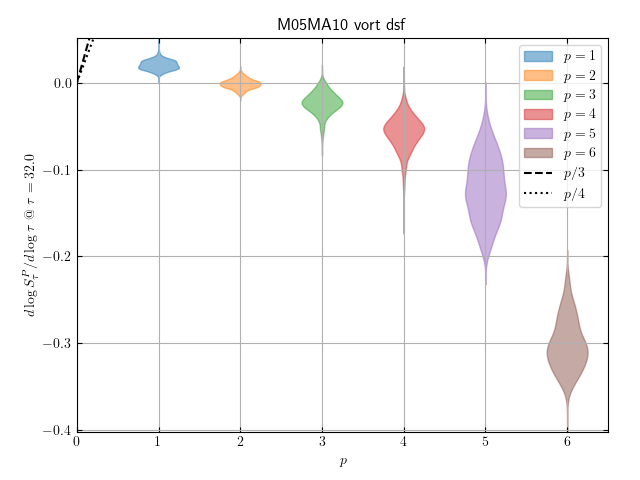 M05MA10 vort dsf
0.0
−0.1
−0.2
−0.3
−0.4
d log S_τ^P / d log τ @ τ = 32.0
0 1 2 3 4 5 6
p
p = 1
p = 2
p = 3
p = 4
p = 5
p = 6
p/3
p/4